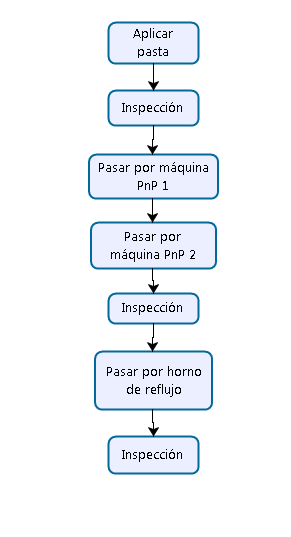 Aplicar
pasta
Inspección
Pasar por máquina
PnP 1
Pasar por
máquina PnP 2
Inspección
Pasar por horno
de reflujo
Inspección